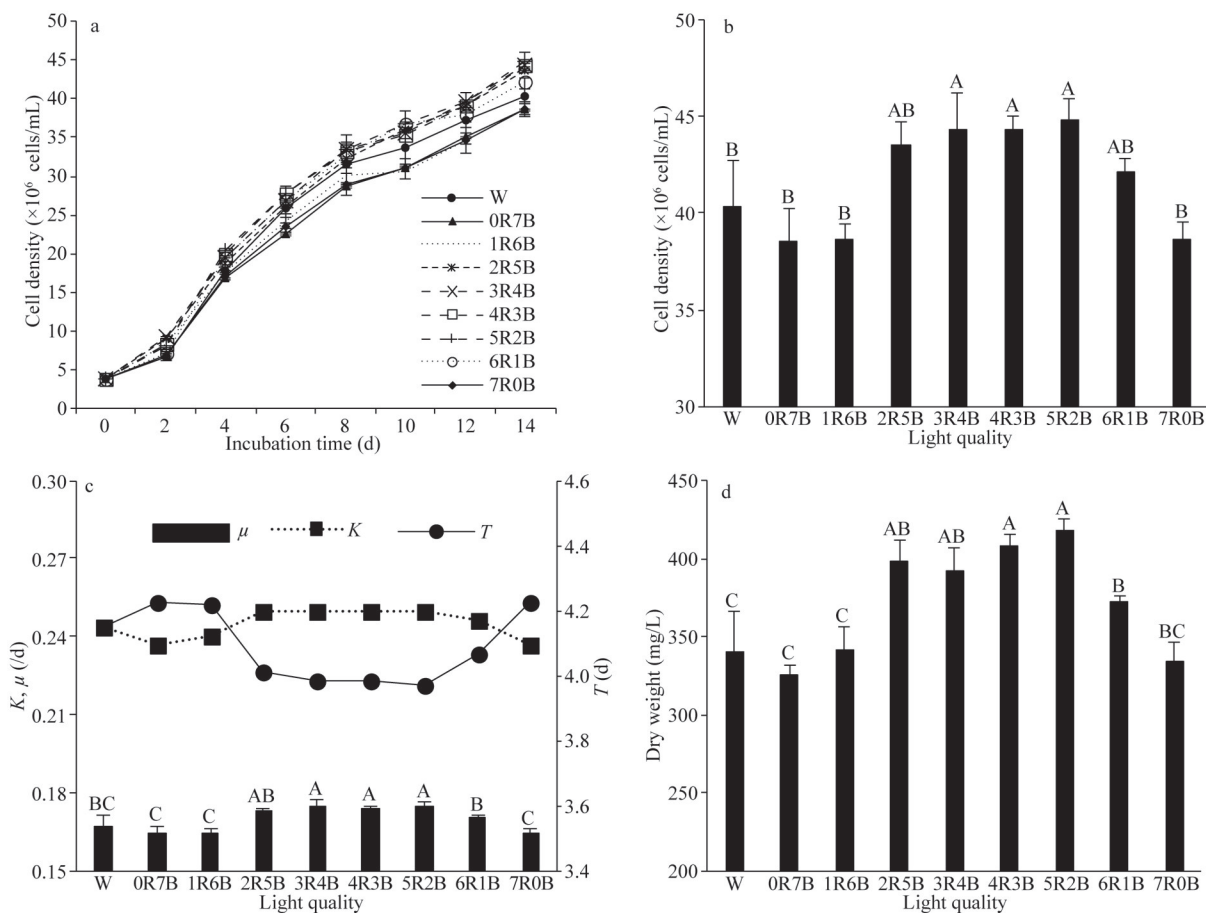 a
Cell density (×10⁶ cells/mL)
50
45
40
35
30
25
20
15
10
5
0
0 2 4 6 8 10 12 14
Incubation time (d)
W
0R7B
1R6B
2R5B
3R4B
4R3B
5R2B
6R1B
7R0B
b
Cell density (×10⁶ cells/mL)
50
45
40
35
30
B B B AB A A A AB B
W 0R7B 1R6B 2R5B 3R4B 4R3B 5R2B 6R1B 7R0B
Light quality
c
K, μ (/d)
0.30
0.27
0.24
0.21
0.18
0.15
μ K T
4.6
4.4
4.2
4.0
3.8
3.6
3.4
T (d)
BC C C AB A A A B C
W 0R7B 1R6B 2R5B 3R4B 4R3B 5R2B 6R1B 7R0B
Light quality
d
Dry weight (mg/L)
450
400
350
300
250
200
C C C AB AB A A B BC
W 0R7B 1R6B 2R5B 3R4B 4R3B 5R2B 6R1B 7R0B
Light quality